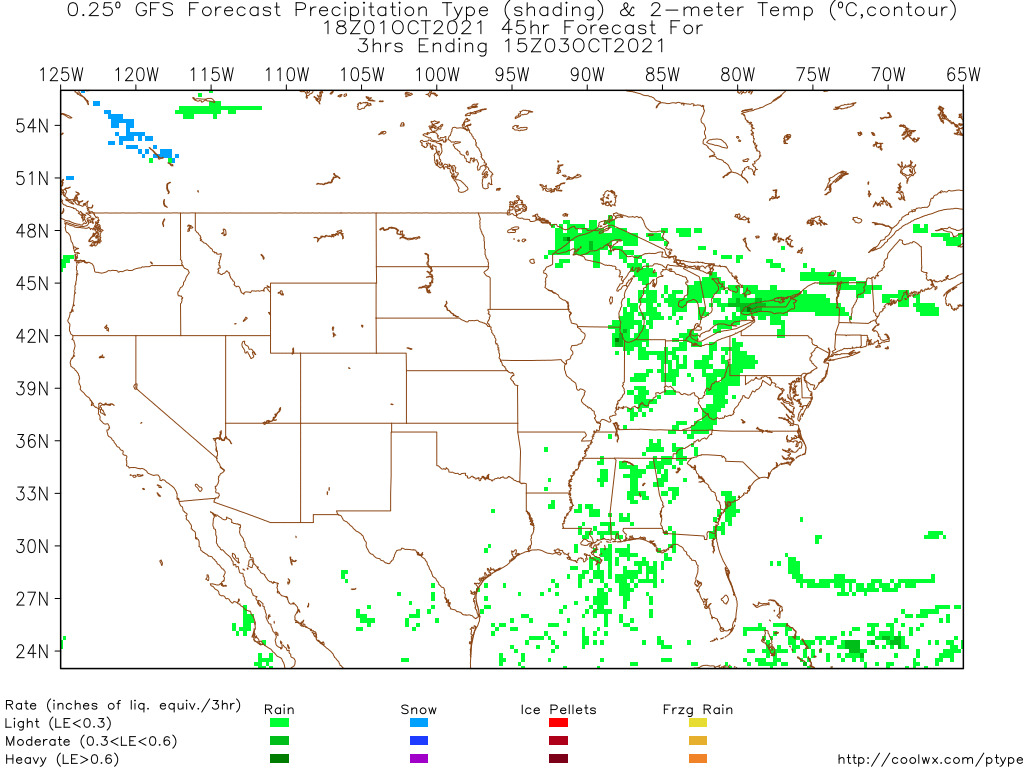 0.25° GFS Forecast Precipitation Type (shading) & 2-meter Temp (°C,contour)
18Z01OCT2021 45hr Forecast For
3hrs Ending 15Z03OCT2021
125W 120W 115W 110W 105W 100W 95W 90W 85W 80W 75W 70W 65W
54N
51N
48N
45N
42N
39N
36N
33N
30N
27N
24N
Rate (inches of liq. equiv./3hr) Rain Snow Ice Pellets Frzg Rain
Light (LE<0.3)
Moderate (0.3<LE<0.6)
Heavy (LE>0.6)
http://coolwx.com/ptype